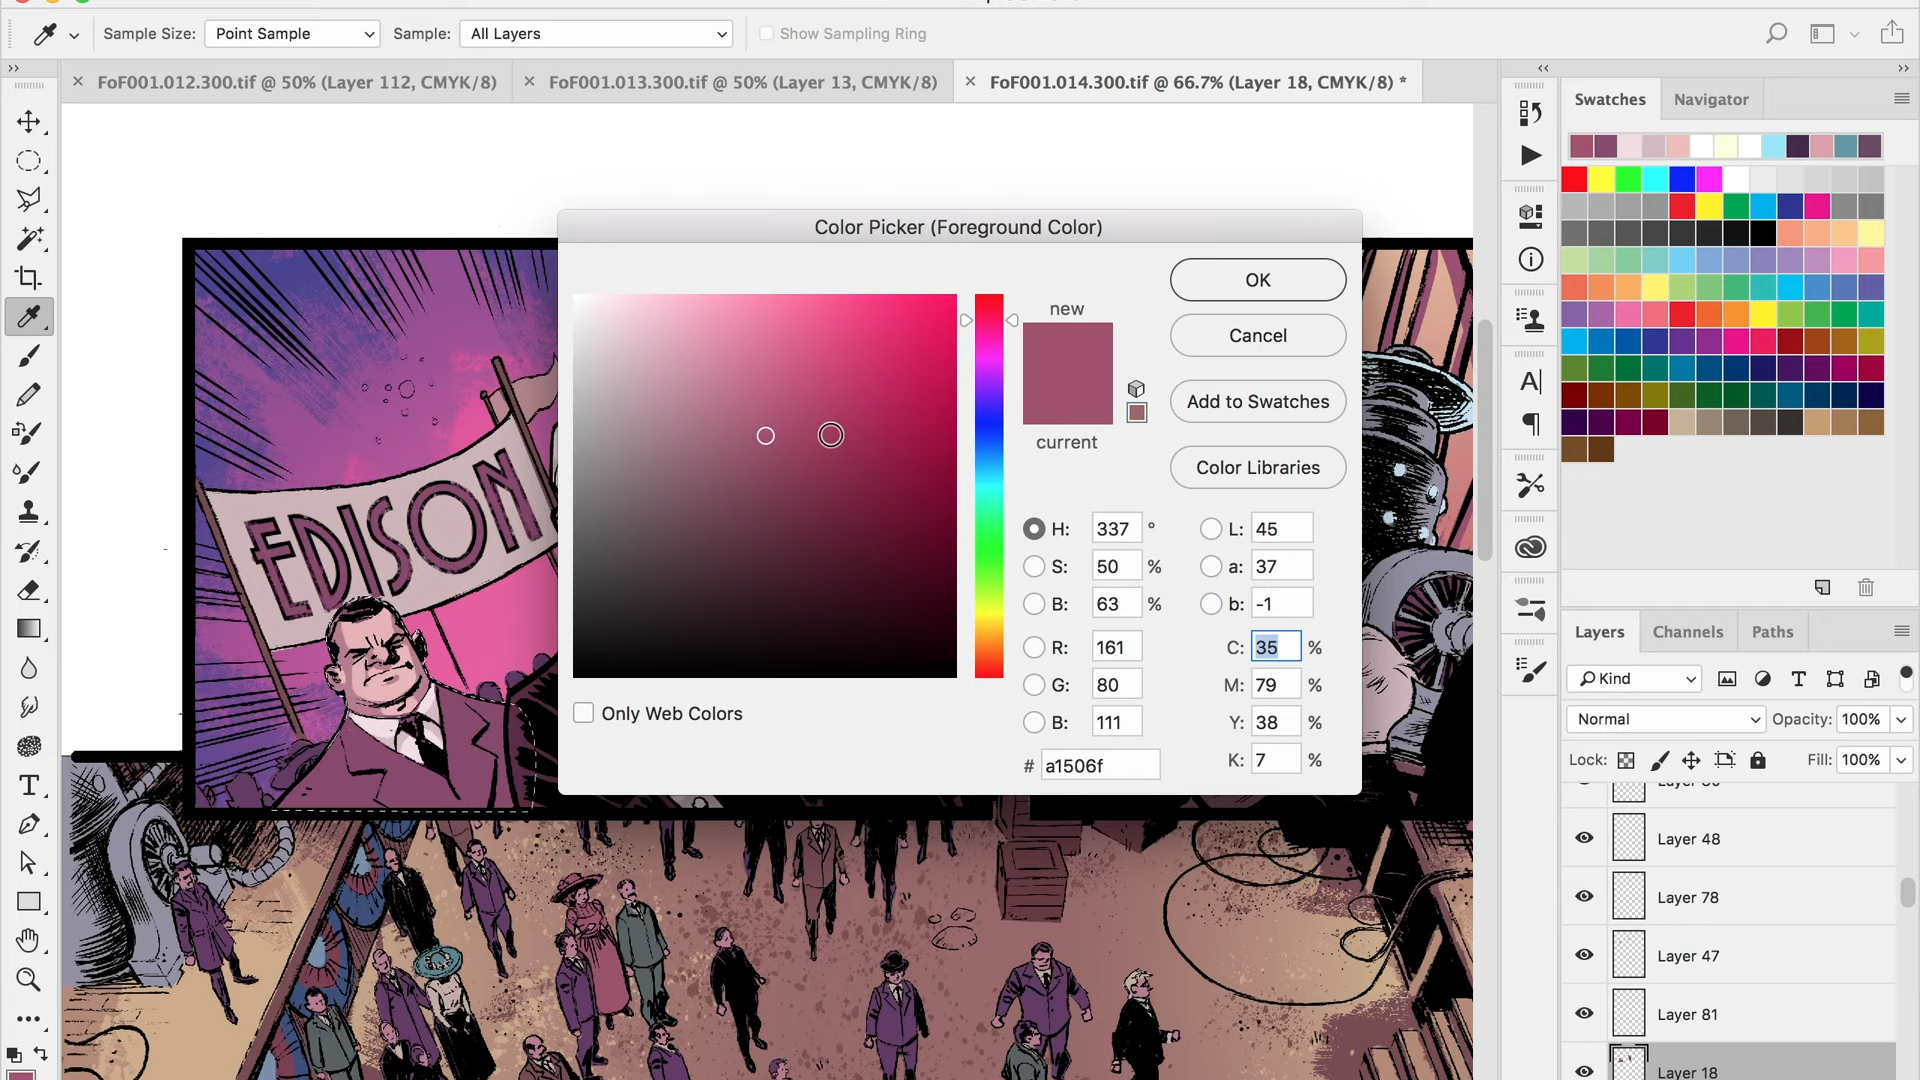 Sample Size: Point Sample Sample: All Layers Show Sampling Ring
FoF001.012.300.tif @ 50% (Layer 112, CMYK/8) FoF001.013.300.tif @ 50% (Layer 13, CMYK/8) FoF001.014.300.tif @ 66.7% (Layer 18, CMYK/8) *
Swatches Navigator
Color Picker (Foreground Color)
new
current
OK
Cancel
Add to Swatches
Color Libraries
H: 337 ° L: 45
S: 50 % a: 37
B: 63 % b: -1
R: 161 C: 35 %
G: 80 M: 79 %
B: 111 Y: 38 %
# a1506f K: 7 %
Only Web Colors
EDISON
Layers Channels Paths
Kind
Normal Opacity: 100%
Lock: Fill: 100%
Layer 48
Layer 78
Layer 47
Layer 81
Layer 18